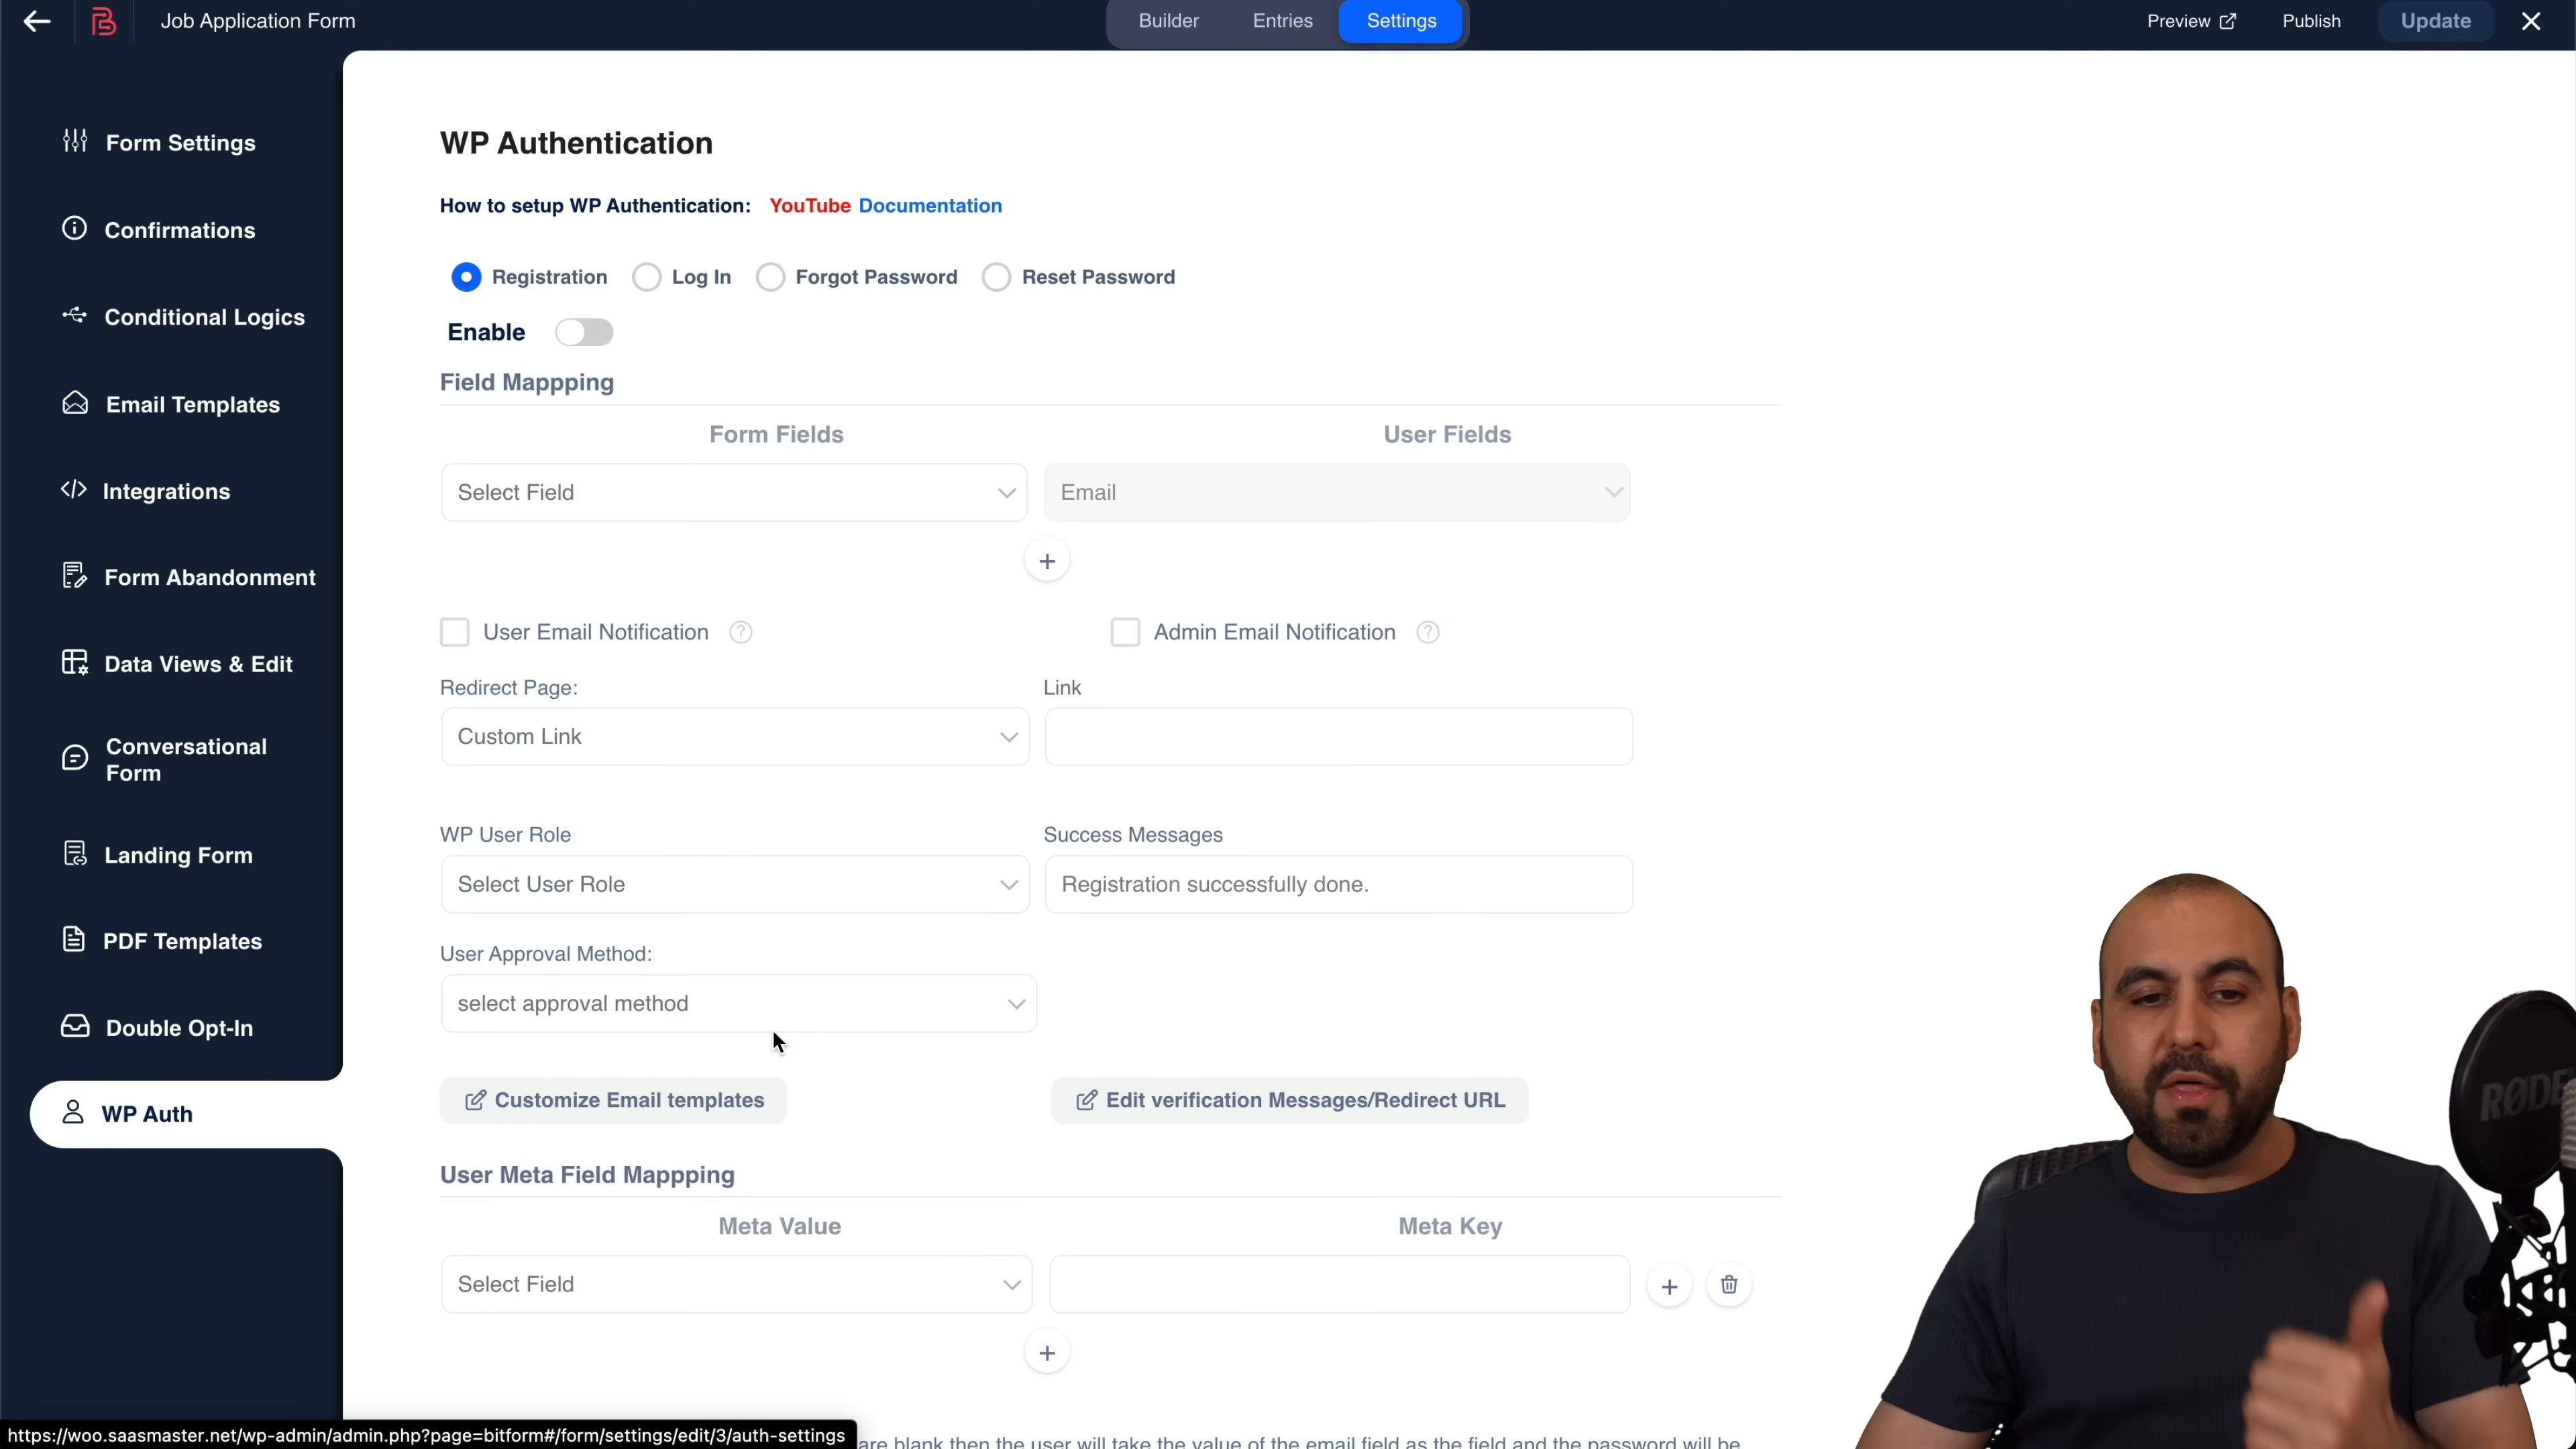 Job Application Form
Builder Entries Settings
Preview Publish Update
Form Settings
Confirmations
Conditional Logics
Email Templates
Integrations
Form Abandonment
Data Views & Edit
Conversational
Form
Landing Form
PDF Templates
Double Opt-In
WP Auth
WP Authentication
How to setup WP Authentication: YouTube Documentation
Registration Log In Forgot Password Reset Password
Enable
Field Mappping
Form Fields User Fields
Select Field Email
User Email Notification ? Admin Email Notification ?
Redirect Page: Link
Custom Link
WP User Role Success Messages
Select User Role Registration successfully done.
User Approval Method:
select approval method
Customize Email templates Edit verification Messages/Redirect URL
User Meta Field Mappping
Meta Value Meta Key
Select Field
are blank then the user will take the value of the email field as the field and the password will be
https://woo.saasmaster.net/wp-admin/admin.php?page=bitform#/form/settings/edit/3/auth-settings
RØDE